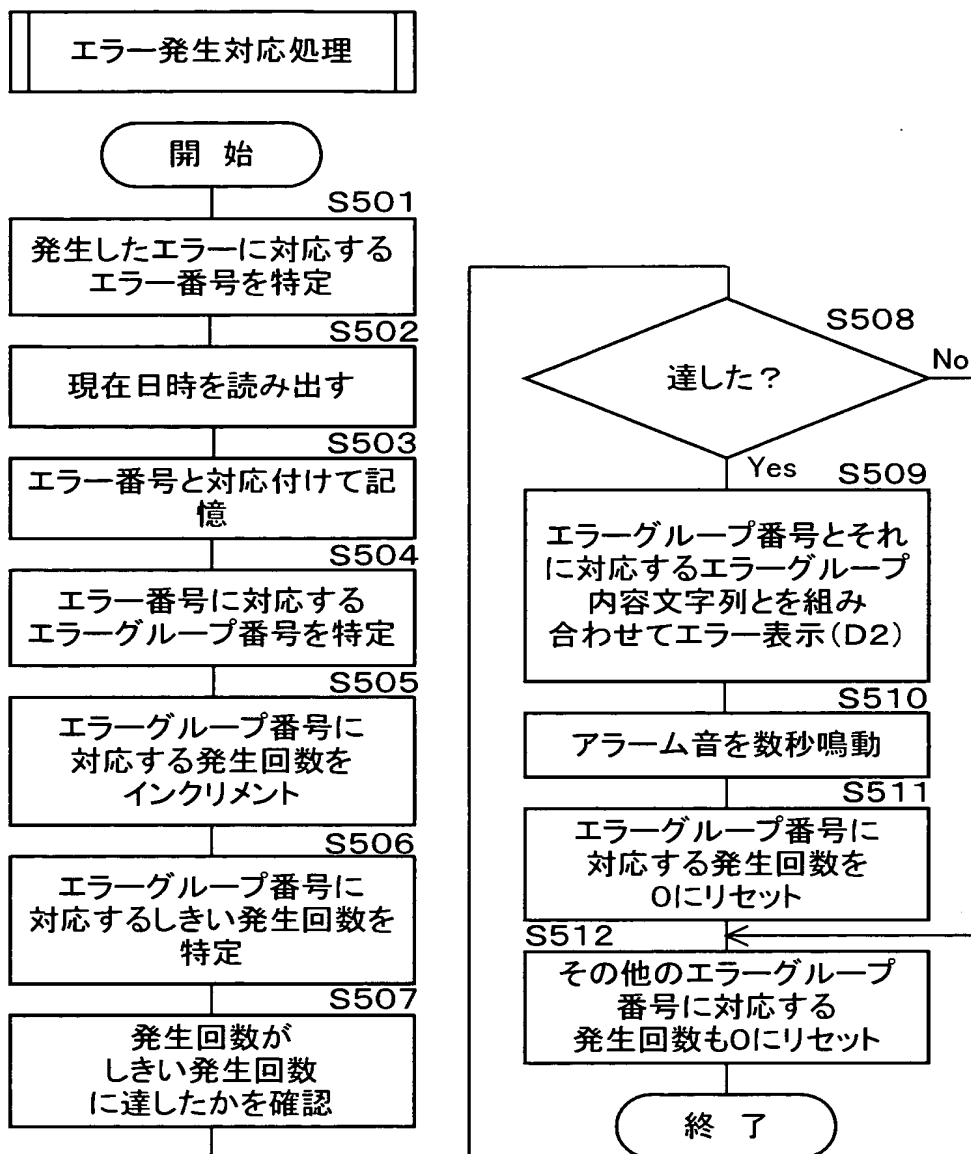 エラー発生対応処理
開 始
S501
発生したエラーに対応する
エラー番号を特定
S502
現在日時を読み出す
S503
エラー番号と対応付けて記
憶
S504
エラー番号に対応する
エラーグループ番号を特定
S505
エラーグループ番号に
対応する発生回数を
インクリメント
S506
エラーグループ番号に
対応するしきい発生回数を
特定
S507
発生回数が
しきい発生回数
に達したかを確認
S508
達した?
No
Yes
S509
エラーグループ番号とそれ
に対応するエラーグループ
内容文字列とを組み
合わせてエラー表示(D2)
S510
アラーム音を数秒鳴動
S511
エラーグループ番号に
対応する発生回数を
0にリセット
S512
その他のエラーグループ
番号に対応する
発生回数も0にリセット
終 了